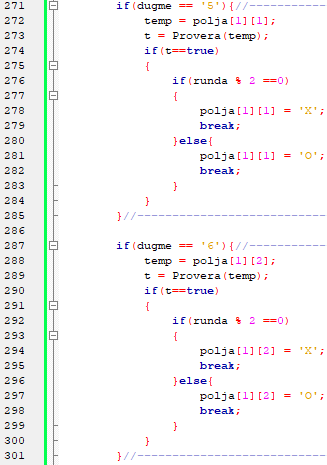 271 if(dugme == '5'){//-------------
272 temp = polja[1][1];
273 t = Provera(temp);
274 if(t==true)
275 {
276 if(runda % 2 ==0)
277 {
278 polja[1][1] = 'X';
279 break;
280 }else{
281 polja[1][1] = 'O';
282 break;
283 }
284 }
285 }//-----------------------------
286
287 if(dugme == '6'){//-------------
288 temp = polja[1][2];
289 t = Provera(temp);
290 if(t==true)
291 {
292 if(runda % 2 ==0)
293 {
294 polja[1][2] = 'X';
295 break;
296 }else{
297 polja[1][2] = 'O';
298 break;
299 }
300 }
301 }//-----------------------------